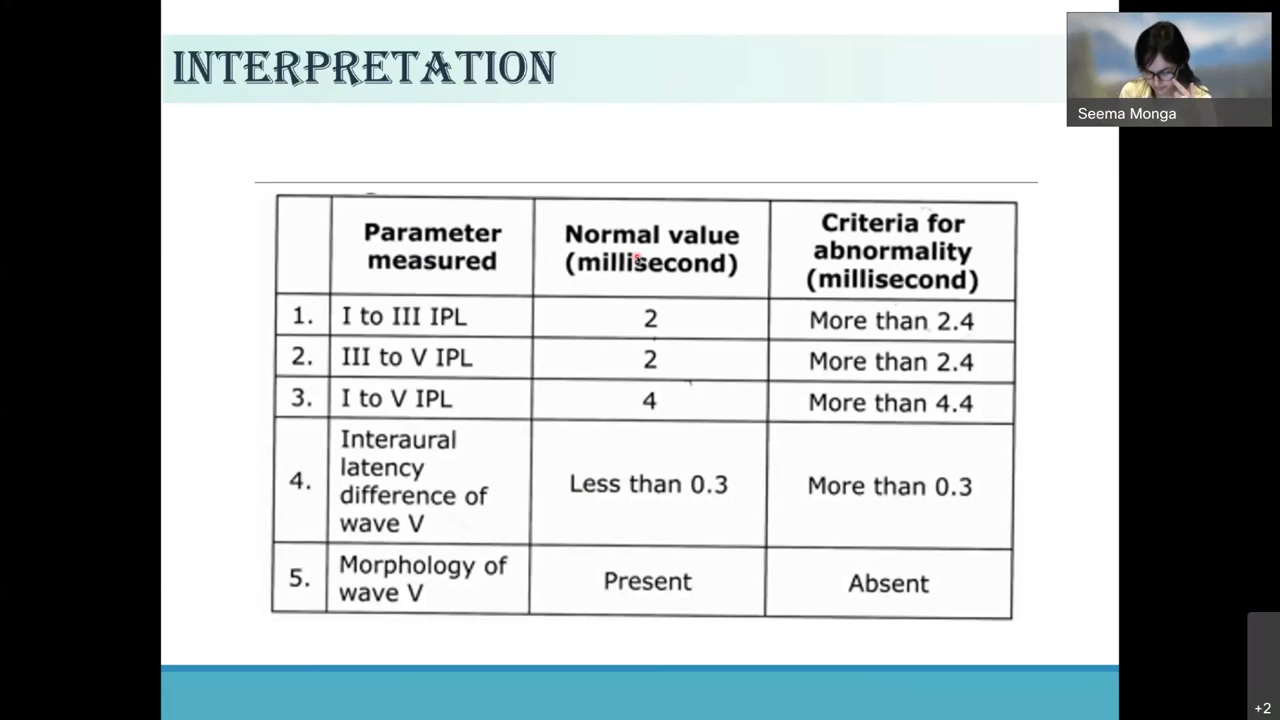 INTERPRETATION
Seema Monga
Parameter measured
Normal value (millisecond)
Criteria for abnormality (millisecond)
1. I to III IPL 2 More than 2.4
2. III to V IPL 2 More than 2.4
3. I to V IPL 4 More than 4.4
4. Interaural latency difference of wave V Less than 0.3 More than 0.3
5. Morphology of wave V Present Absent
+2